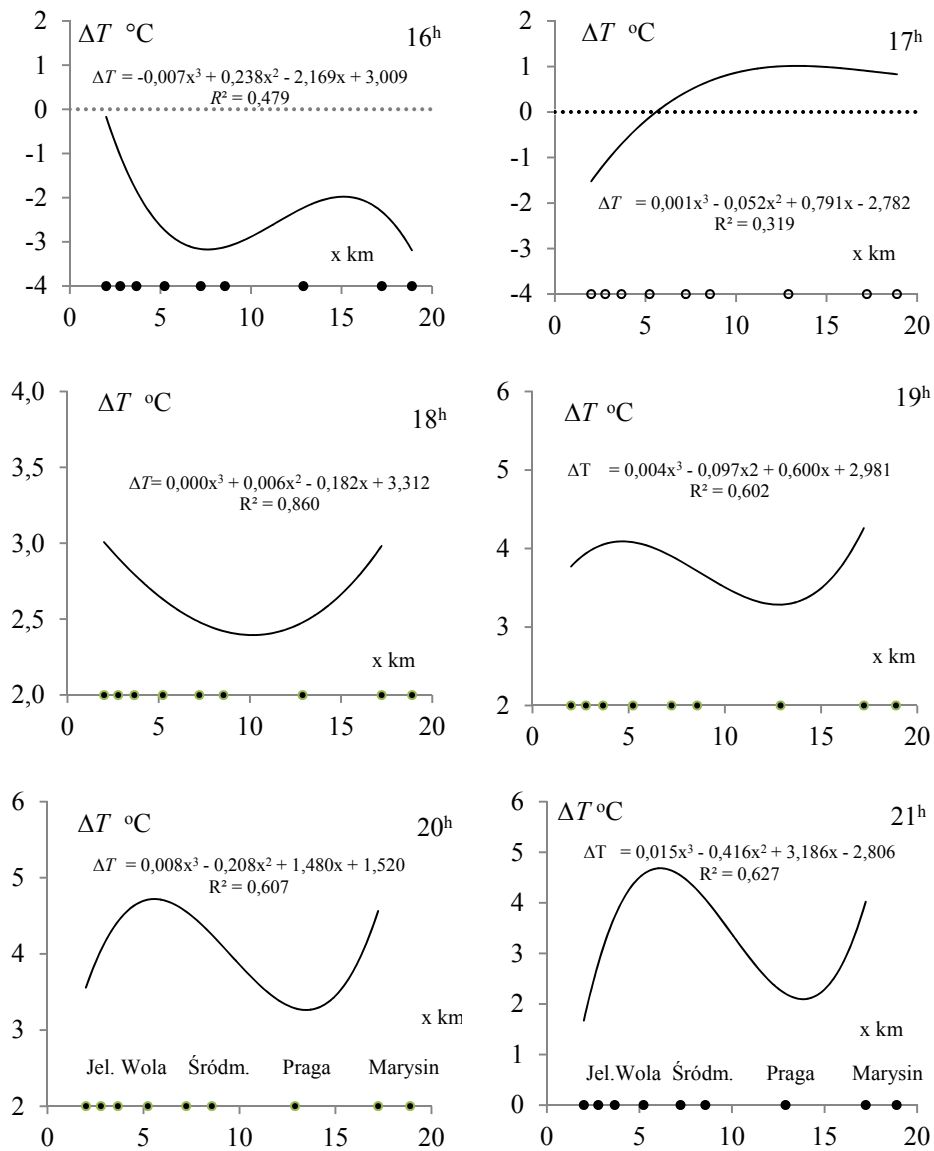 ΔT °C
16ʰ
ΔT = -0,007x³ + 0,238x² - 2,169x + 3,009
R² = 0,479
2
1
0
-1
-2
-3
-4
x km
0 5 10 15 20
ΔT ºC
17ʰ
2
1
0
-1
-2
-3
-4
ΔT = 0,001x³ - 0,052x² + 0,791x - 2,782
R² = 0,319
x km
0 5 10 15 20
ΔT ºC
18ʰ
4,0
3,5
3,0
2,5
2,0
ΔT= 0,000x³ + 0,006x² - 0,182x + 3,312
R² = 0,860
x km
0 5 10 15 20
ΔT ºC
19ʰ
6
5
4
3
2
ΔT = 0,004x³ - 0,097x2 + 0,600x + 2,981
R² = 0,602
x km
0 5 10 15 20
ΔT ºC
20ʰ
6
5
4
3
2
ΔT = 0,008x³ - 0,208x² + 1,480x + 1,520
R² = 0,607
x km
Jel. Wola Śródm. Praga Marysin
0 5 10 15 20
ΔT ºC
21ʰ
6
5
4
3
2
1
0
ΔT = 0,015x³ - 0,416x² + 3,186x - 2,806
R² = 0,627
x km
Jel.Wola Śródm. Praga Marysin
0 5 10 15 20